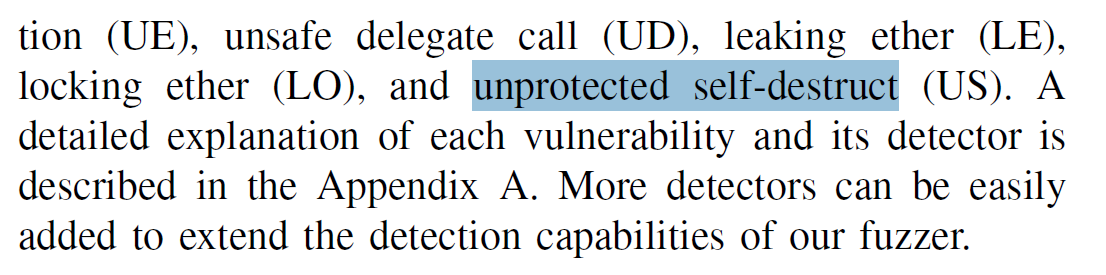 tion (UE), unsafe delegate call (UD), leaking ether (LE),
locking ether (LO), and unprotected self-destruct (US). A
detailed explanation of each vulnerability and its detector is
described in the Appendix A. More detectors can be easily
added to extend the detection capabilities of our fuzzer.